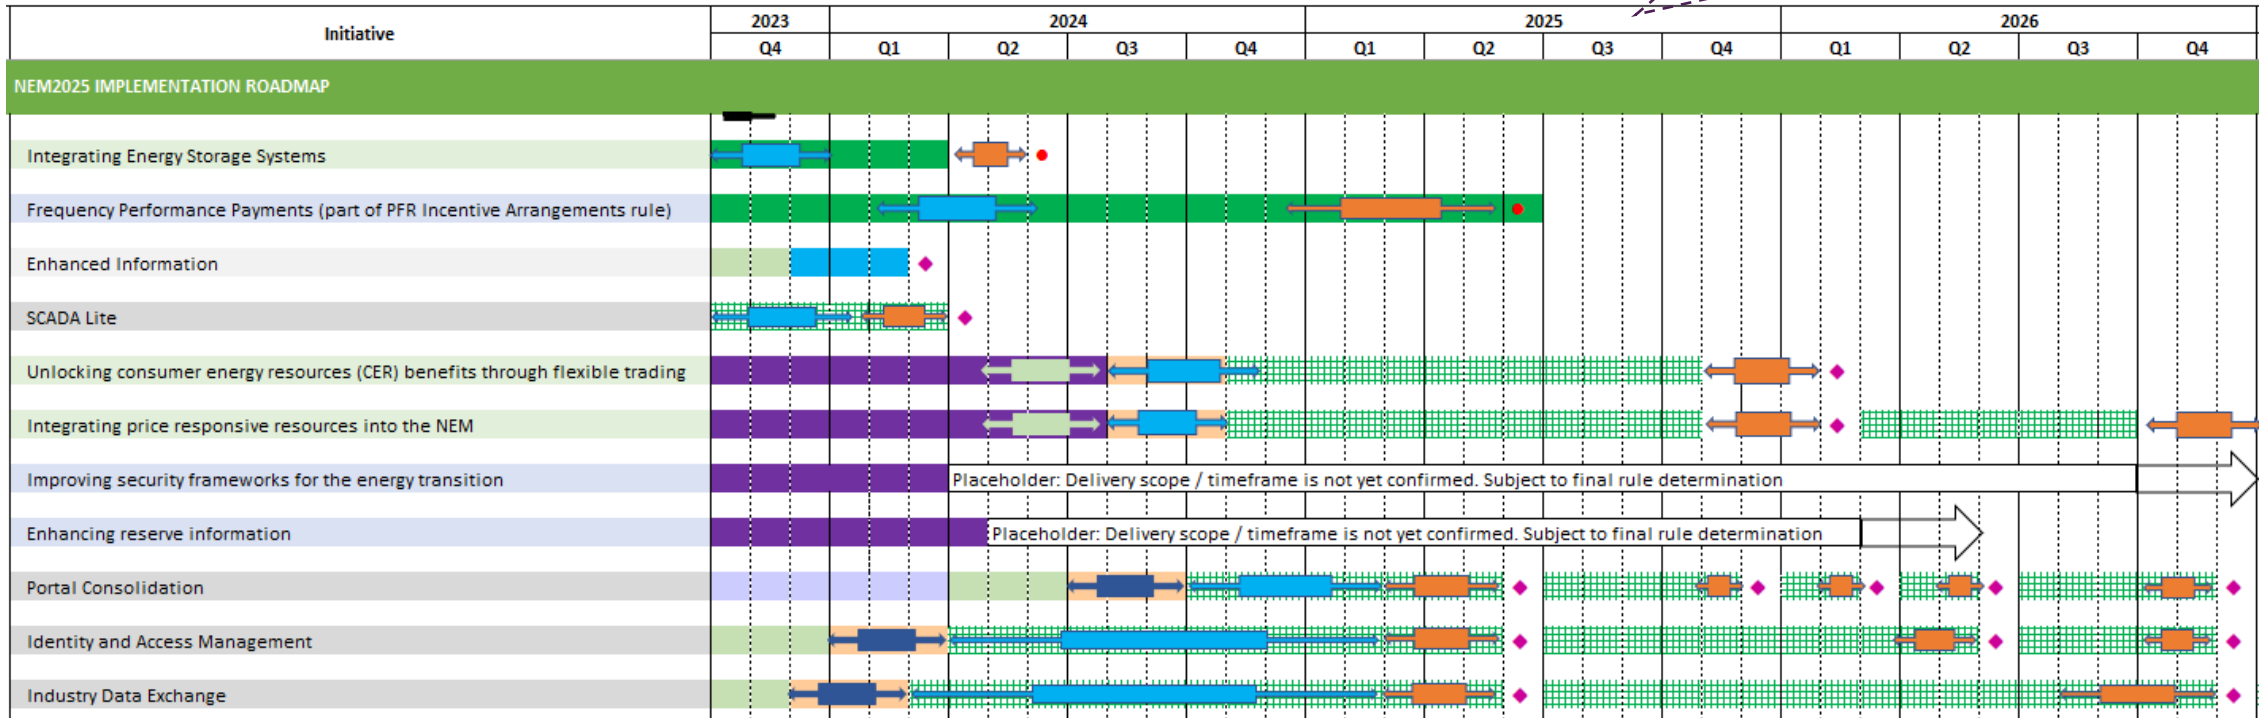 Initiative
2023 2024 2025 2026
Q4 Q1 Q2 Q3 Q4 Q1 Q2 Q3 Q4 Q1 Q2 Q3 Q4
NEM2025 IMPLEMENTATION ROADMAP
Integrating Energy Storage Systems
Frequency Performance Payments (part of PFR Incentive Arrangements rule)
Enhanced Information
SCADA Lite
Unlocking consumer energy resources (CER) benefits through flexible trading
Integrating price responsive resources into the NEM
Improving security frameworks for the energy transition
Placeholder: Delivery scope / timeframe is not yet confirmed. Subject to final rule determination
Enhancing reserve information
Placeholder: Delivery scope / timeframe is not yet confirmed. Subject to final rule determination
Portal Consolidation
Identity and Access Management
Industry Data Exchange